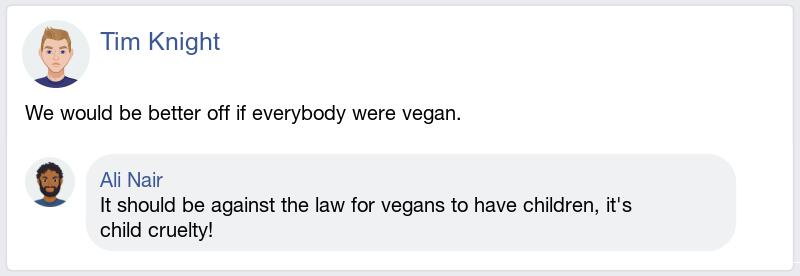 Tim Knight
We would be better off if everybody were vegan.
Ali Nair
It should be against the law for vegans to have children, it's
child cruelty!